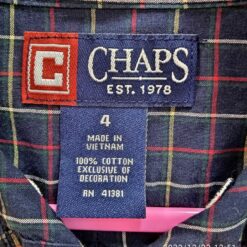 C CHAPS
EST. 1978
4
MADE IN
VIETNAM
100% COTTON
EXCLUSIVE OF
DECORATION
RN 41381